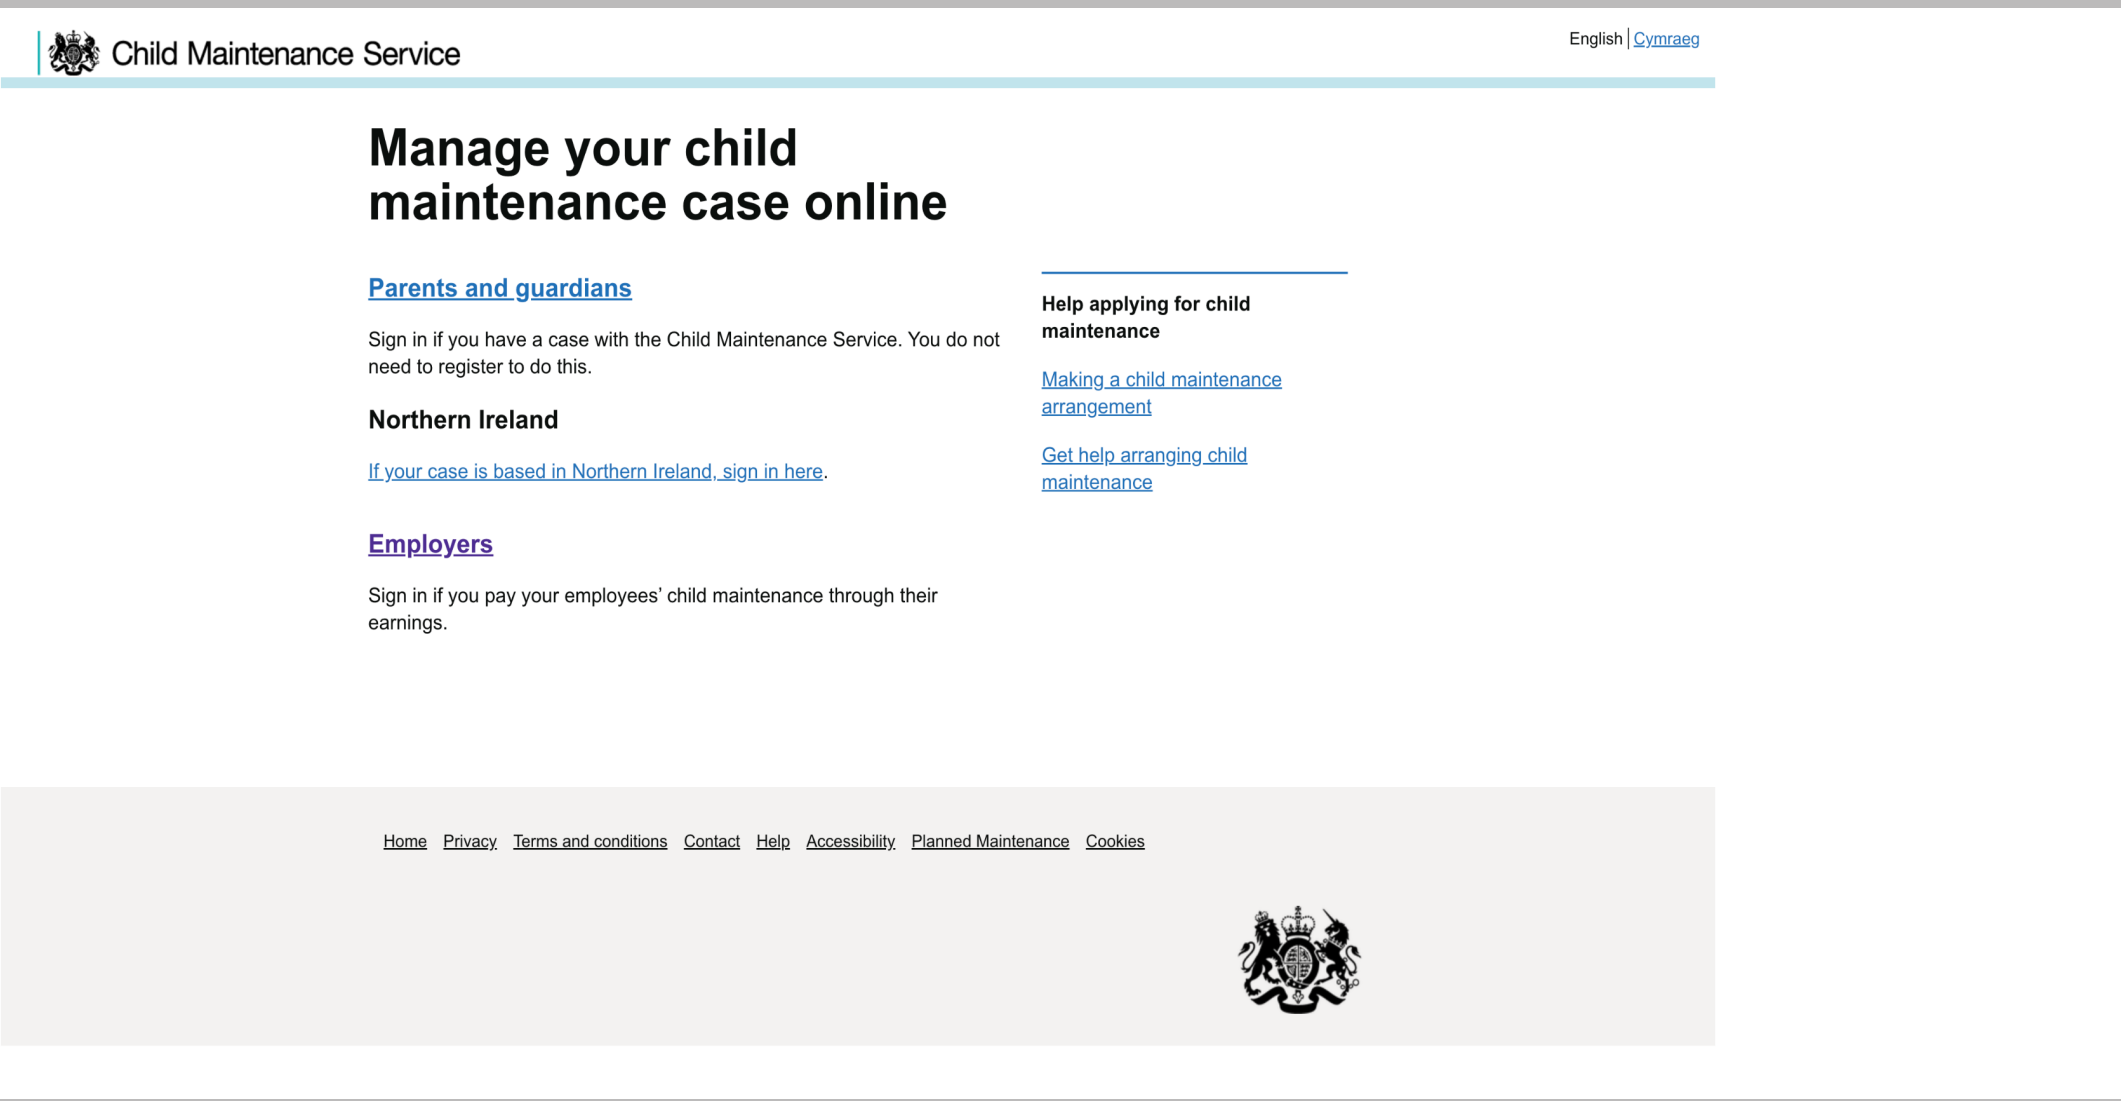 Child Maintenance Service
English | Cymraeg
Manage your child
maintenance case online
Parents and guardians
Sign in if you have a case with the Child Maintenance Service. You do not
need to register to do this.
Northern Ireland
If your case is based in Northern Ireland, sign in here.
Employers
Sign in if you pay your employees’ child maintenance through their
earnings.
Help applying for child
maintenance
Making a child maintenance
arrangement
Get help arranging child
maintenance
Home Privacy Terms and conditions Contact Help Accessibility Planned Maintenance Cookies